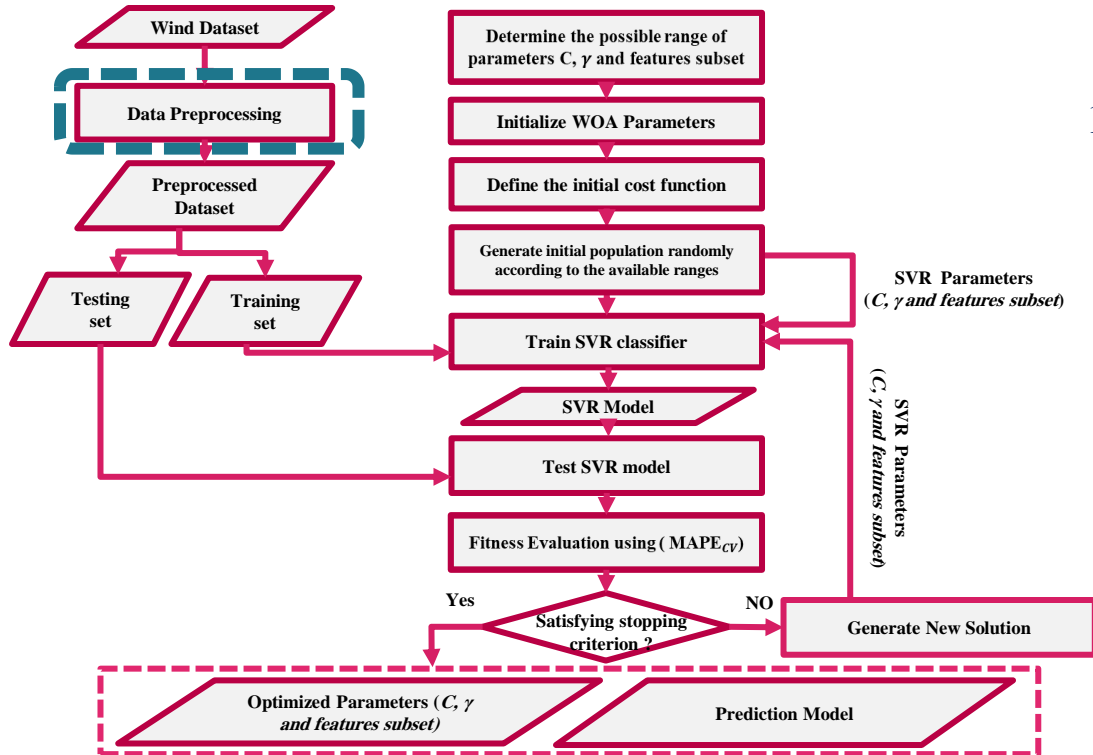 Wind Dataset
Data Preprocessing
Preprocessed
Dataset
Testing
set
Training
set
Determine the possible range of
parameters C, γ and features subset
Initialize WOA Parameters
Define the initial cost function
Generate initial population randomly
according to the available ranges
SVR Parameters
(C, γ and features subset)
Train SVR classifier
SVR Model
Test SVR model
SVR Parameters
(C, γ and features subset)
Fitness Evaluation using ( MAPE_CV)
Yes
Satisfying stopping
criterion ?
NO
Generate New Solution
Optimized Parameters (C, γ
and features subset)
Prediction Model